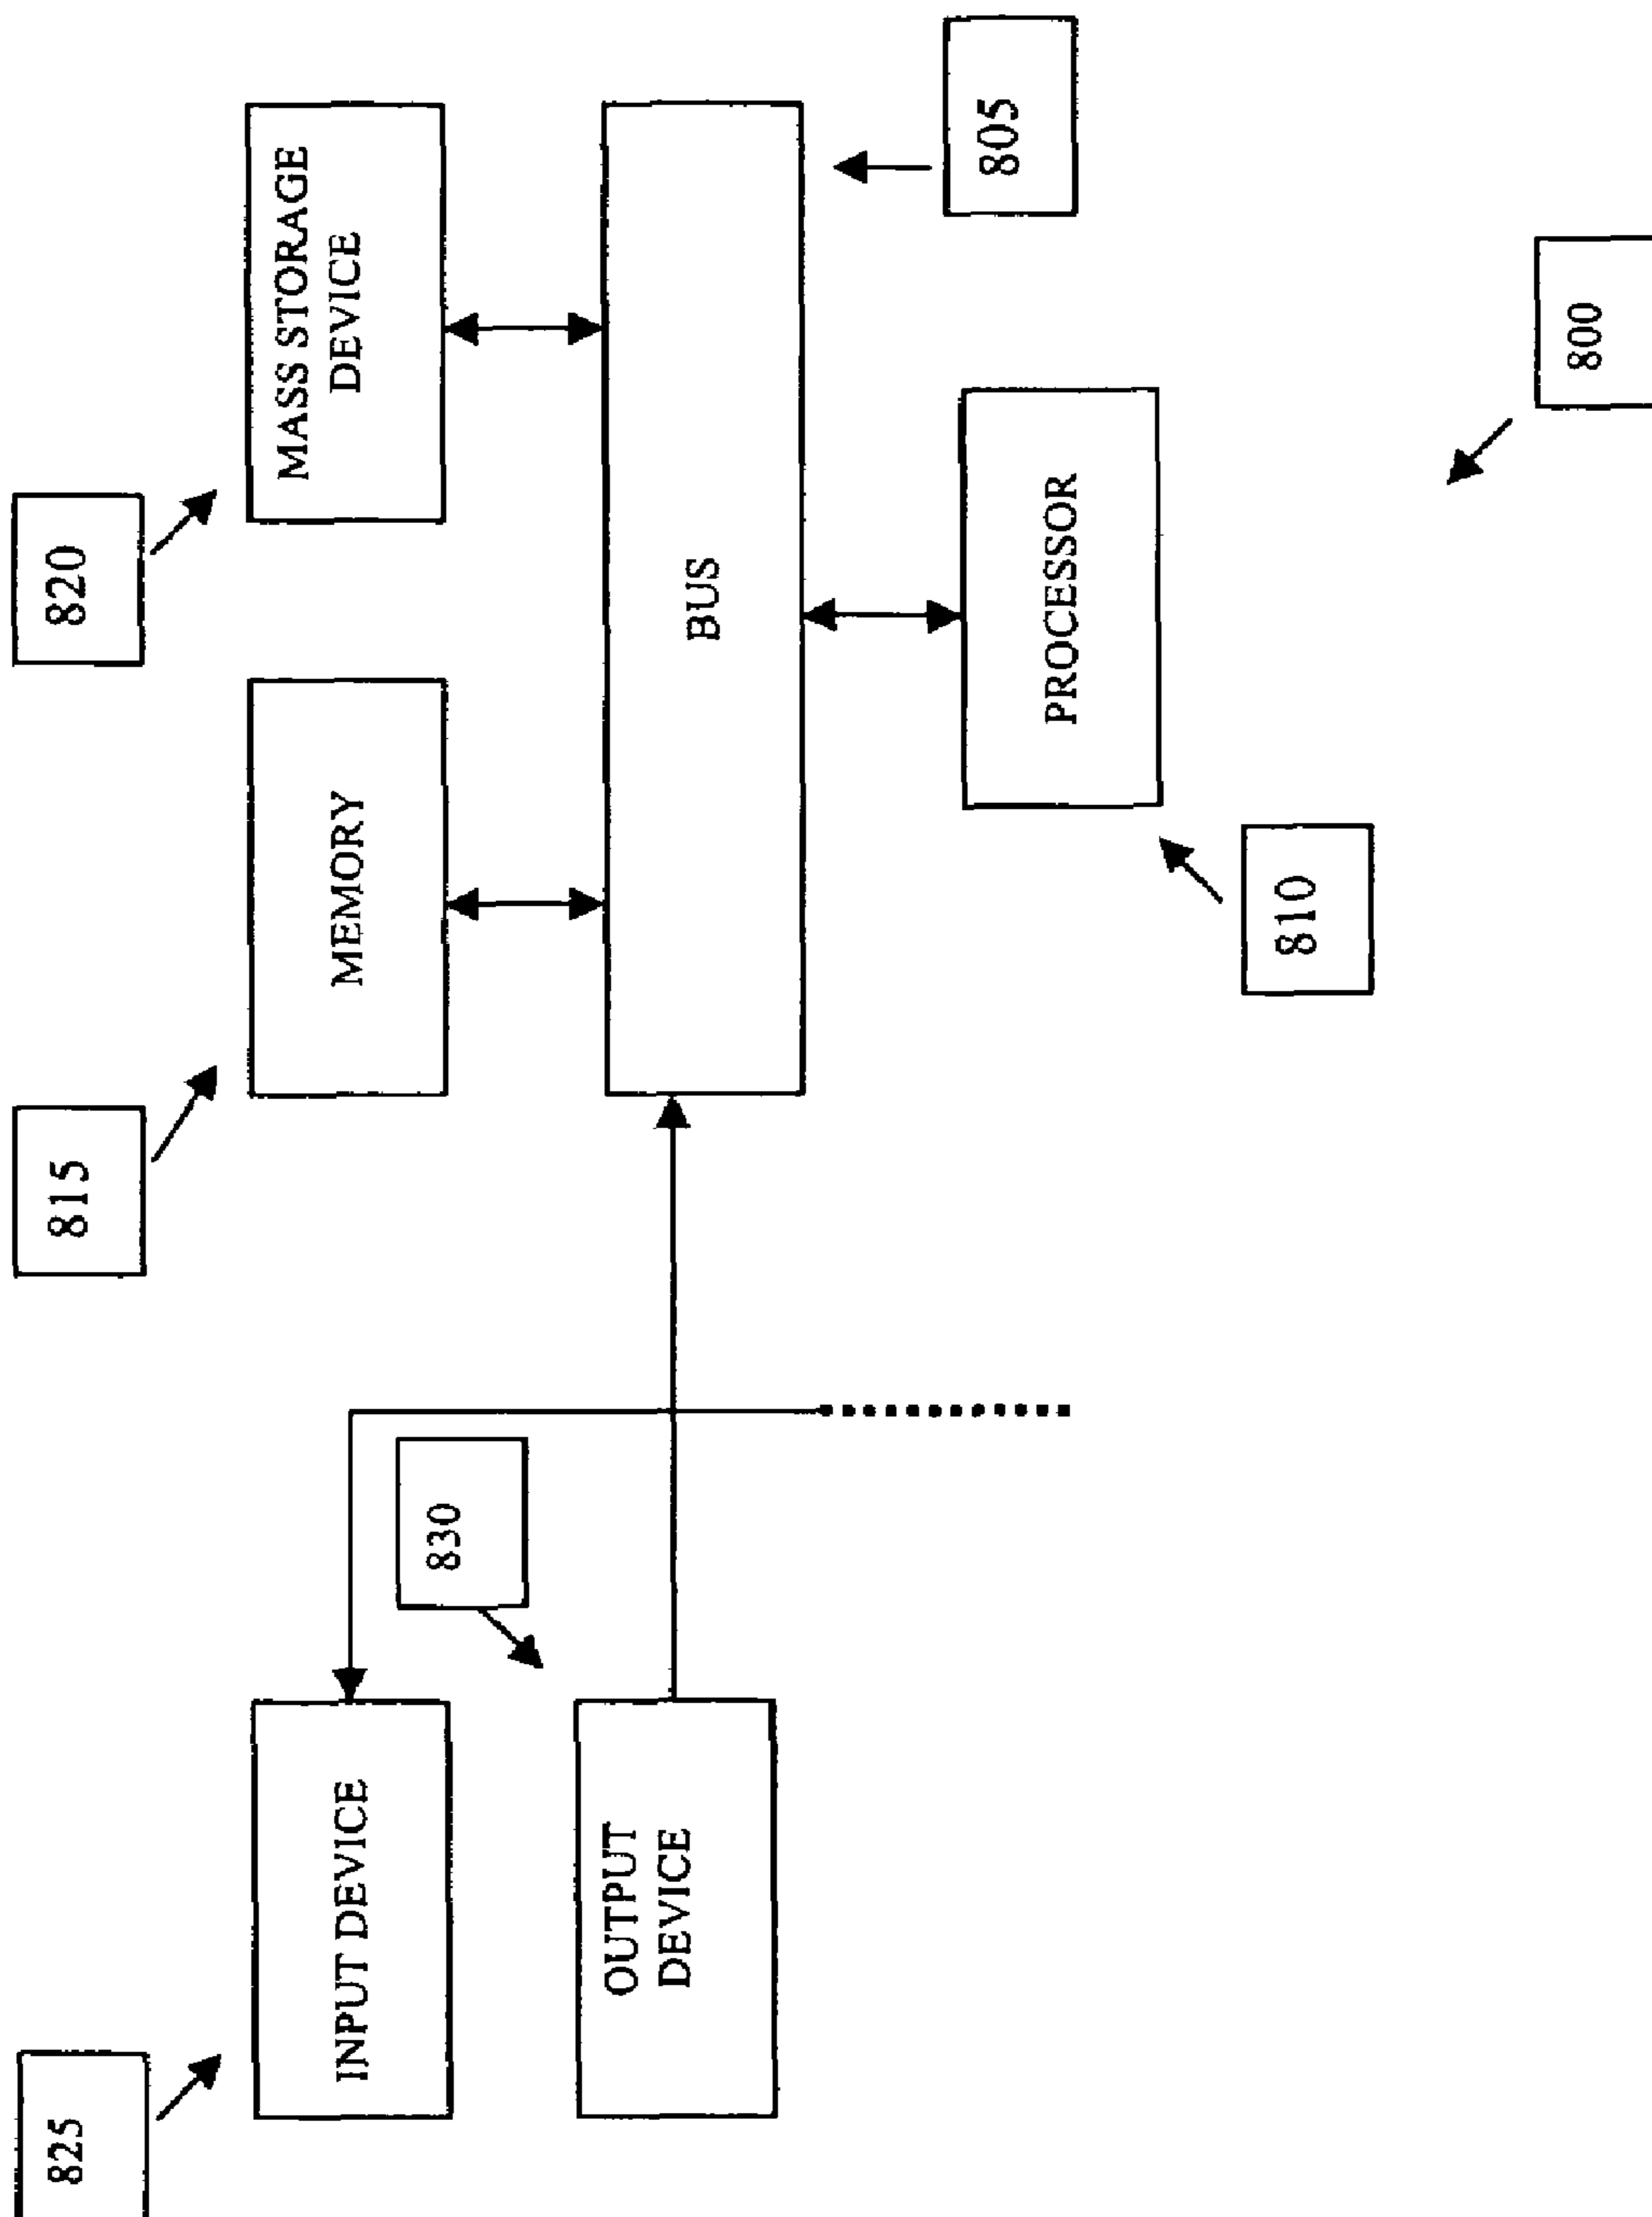 825
815
820
INPUT DEVICE
MEMORY
MASS STORAGE
DEVICE
830
OUTPUT
DEVICE
BUS
805
PROCESSOR
810
800